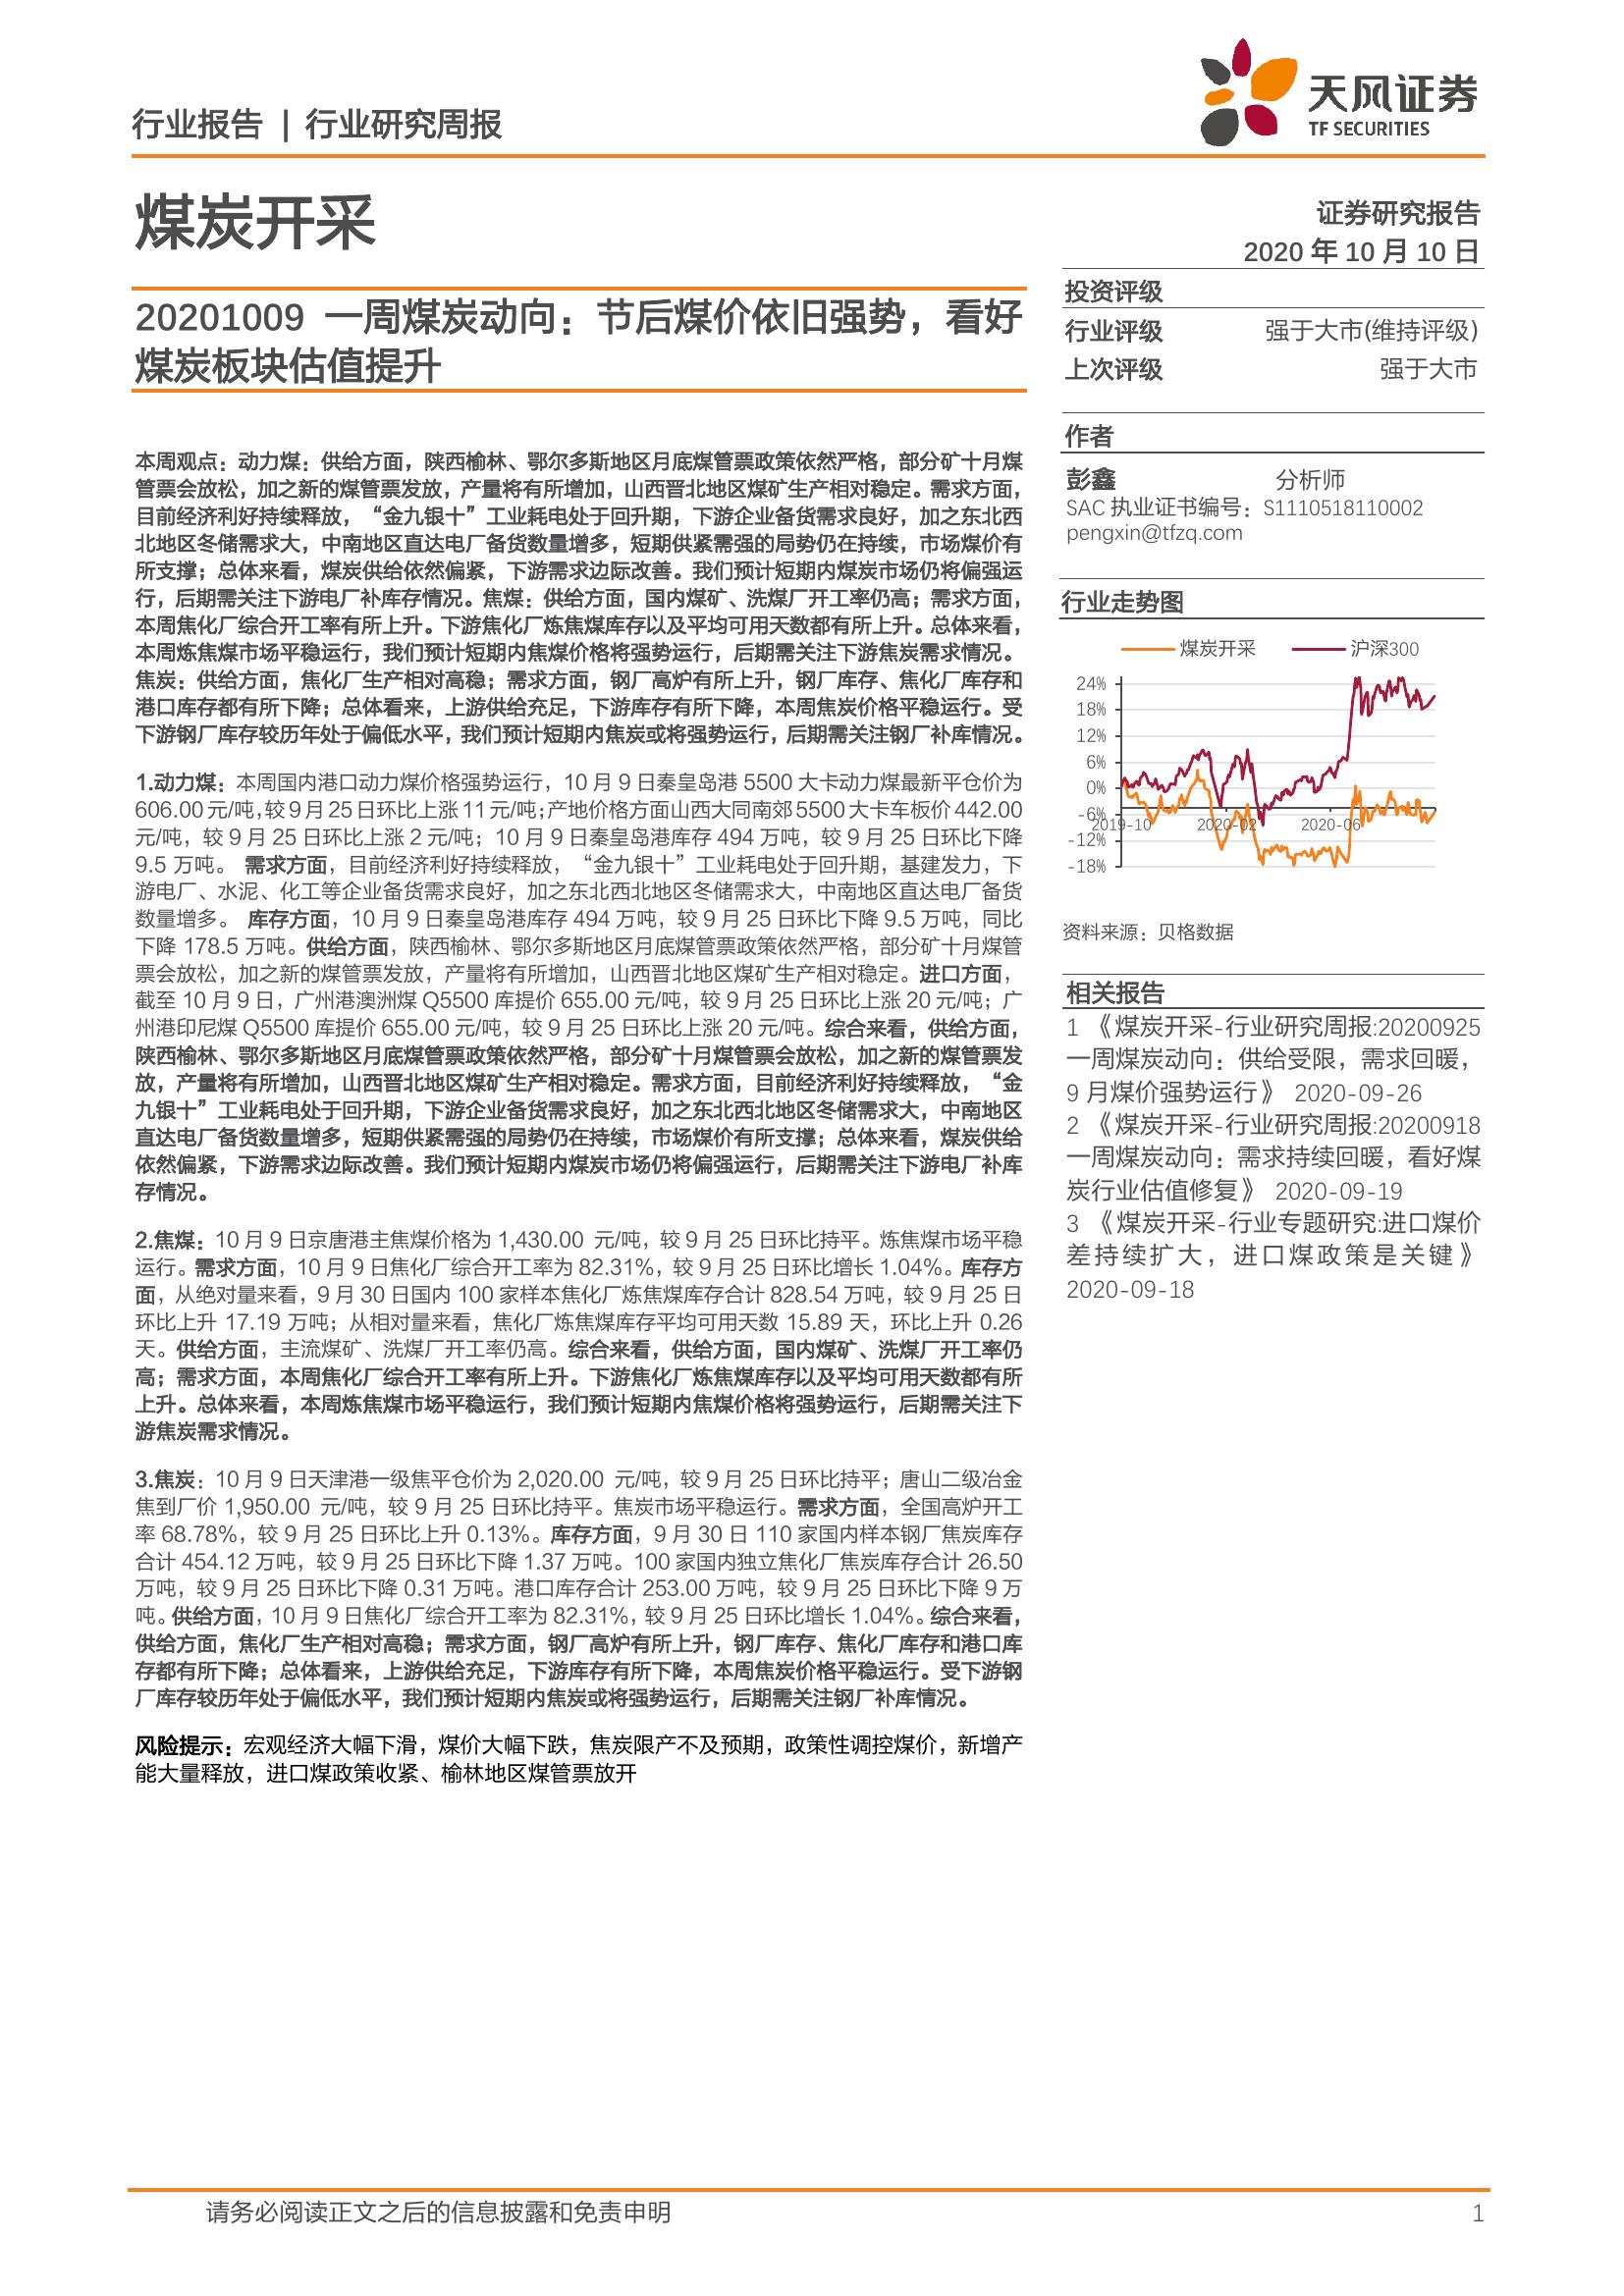 行业报告 | 行业研究周报
天风证券
TF SECURITIES
煤炭开采
证券研究报告
2020 年 10 月 10 日
20201009 一周煤炭动向：节后煤价依旧强势，看好
煤炭板块估值提升
本周观点：动力煤：供给方面，陕西榆林、鄂尔多斯地区月底煤管票政策依然严格，部分矿十月煤
管票会放松，加之新的煤管票发放，产量将有所增加，山西晋北地区煤矿生产相对稳定。需求方面，
目前经济利好持续释放，“金九银十”工业耗电处于回升期，下游企业备货需求良好，加之东北西
北地区冬储需求大，中南地区直达电厂备货数量增多，短期供紧需强的局势仍在持续，市场煤价有
所支撑；总体来看，煤炭供给依然偏紧，下游需求边际改善。我们预计短期内煤炭市场仍将偏强运
行，后期需关注下游电厂补库存情况。焦煤：供给方面，国内煤矿、洗煤厂开工率仍高；需求方面，
本周焦化厂综合开工率有所上升。下游焦化厂炼焦煤库存以及平均可用天数都有所上升。总体来看，
本周炼焦煤市场平稳运行，我们预计短期内焦煤价格将强势运行，后期需关注下游焦炭需求情况。
焦炭：供给方面，焦化厂生产相对高稳；需求方面，钢厂高炉有所上升，钢厂库存、焦化厂库存和
港口库存都有所下降；总体看来，上游供给充足，下游库存有所下降，本周焦炭价格平稳运行。受
下游钢厂库存较历年处于偏低水平，我们预计短期内焦炭或将强势运行，后期需关注钢厂补库情况。
1.动力煤：本周国内港口动力煤价格强势运行，10 月 9 日秦皇岛港 5500 大卡动力煤最新平仓价为
606.00 元/吨，较 9 月 25 日环比上涨 11 元/吨；产地价格方面山西大同南郊 5500 大卡车板价 442.00
元/吨，较 9 月 25 日环比上涨 2 元/吨；10 月 9 日秦皇岛港库存 494 万吨，较 9 月 25 日环比下降
9.5 万吨。 需求方面，目前经济利好持续释放，“金九银十”工业耗电处于回升期，基建发力，下
游电厂、水泥、化工等企业备货需求良好，加之东北西北地区冬储需求大，中南地区直达电厂备货
数量增多。 库存方面，10 月 9 日秦皇岛港库存 494 万吨，较 9 月 25 日环比下降 9.5 万吨，同比
下降 178.5 万吨。供给方面，陕西榆林、鄂尔多斯地区月底煤管票政策依然严格，部分矿十月煤管
票会放松，加之新的煤管票发放，产量将有所增加，山西晋北地区煤矿生产相对稳定。进口方面，
截至 10 月 9 日，广州港澳洲煤 Q5500 库提价 655.00 元/吨，较 9 月 25 日环比上涨 20 元/吨；广
州港印尼煤 Q5500 库提价 655.00 元/吨，较 9 月 25 日环比上涨 20 元/吨。综合来看，供给方面，
陕西榆林、鄂尔多斯地区月底煤管票政策依然严格，部分矿十月煤管票会放松，加之新的煤管票发
放，产量将有所增加，山西晋北地区煤矿生产相对稳定。需求方面，目前经济利好持续释放，“金
九银十”工业耗电处于回升期，下游企业备货需求良好，加之东北西北地区冬储需求大，中南地区
直达电厂备货数量增多，短期供紧需强的局势仍在持续，市场煤价有所支撑；总体来看，煤炭供给
依然偏紧，下游需求边际改善。我们预计短期内煤炭市场仍将偏强运行，后期需关注下游电厂补库
存情况。
2.焦煤：10 月 9 日京唐港主焦煤价格为 1,430.00 元/吨，较 9 月 25 日环比持平。炼焦煤市场平稳
运行。需求方面，10 月 9 日焦化厂综合开工率为 82.31%，较 9 月 25 日环比增长 1.04%。库存方
面，从绝对量来看，9 月 30 日国内 100 家样本焦化厂炼焦煤库存合计 828.54 万吨，较 9 月 25 日
环比上升 17.19 万吨；从相对量来看，焦化厂炼焦煤库存平均可用天数 15.89 天，环比上升 0.26
天。供给方面，主流煤矿、洗煤厂开工率仍高。综合来看，供给方面，国内煤矿、洗煤厂开工率仍
高；需求方面，本周焦化厂综合开工率有所上升。下游焦化厂炼焦煤库存以及平均可用天数都有所
上升。总体来看，本周炼焦煤市场平稳运行，我们预计短期内焦煤价格将强势运行，后期需关注下
游焦炭需求情况。
3.焦炭：10 月 9 日天津港一级焦平仓价为 2,020.00 元/吨，较 9 月 25 日环比持平；唐山二级冶金
焦到厂价 1,950.00 元/吨，较 9 月 25 日环比持平。焦炭市场平稳运行。需求方面，全国高炉开工
率 68.78%，较 9 月 25 日环比上升 0.13%。库存方面，9 月 30 日 110 家国内样本钢厂焦炭库存
合计 454.12 万吨，较 9 月 25 日环比下降 1.37 万吨。100 家国内独立焦化厂焦炭库存合计 26.50
万吨，较 9 月 25 日环比下降 0.31 万吨。港口库存合计 253.00 万吨，较 9 月 25 日环比下降 9 万
吨。供给方面，10 月 9 日焦化厂综合开工率为 82.31%，较 9 月 25 日环比增长 1.04%。综合来看，
供给方面，焦化厂生产相对高稳；需求方面，钢厂高炉有所上升，钢厂库存、焦化厂库存和港口库
存都有所下降；总体看来，上游供给充足，下游库存有所下降，本周焦炭价格平稳运行。受下游钢
厂库存较历年处于偏低水平，我们预计短期内焦炭或将强势运行，后期需关注钢厂补库情况。
风险提示：宏观经济大幅下滑，煤价大幅下跌，焦炭限产不及预期，政策性调控煤价，新增产
能大量释放，进口煤政策收紧、榆林地区煤管票放开
投资评级
行业评级 强于大市(维持评级)
上次评级 强于大市
作者
彭鑫 分析师
SAC 执业证书编号：S1110518110002
pengxin@tfzq.com
行业走势图
煤炭开采 沪深300
24%
18%
12%
6%
0%
-6%
2019-10 2020-02 2020-06
-12%
-18%
资料来源：贝格数据
相关报告
1 《煤炭开采-行业研究周报:20200925
一周煤炭动向：供给受限，需求回暖，
9 月煤价强势运行》 2020-09-26
2 《煤炭开采-行业研究周报:20200918
一周煤炭动向：需求持续回暖，看好煤
炭行业估值修复》 2020-09-19
3 《煤炭开采-行业专题研究:进口煤价
差持续扩大，进口煤政策是关键》
2020-09-18
请务必阅读正文之后的信息披露和免责申明 1